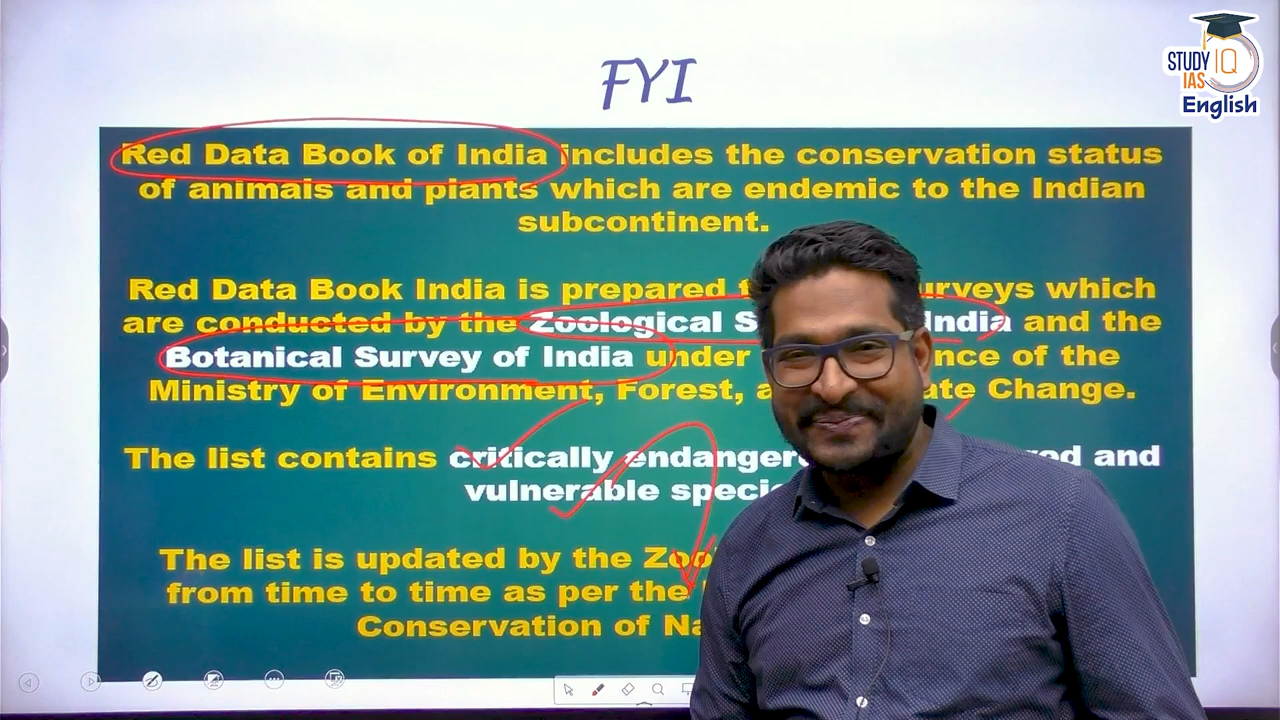 STUDY IQ
IAS
English
FYI
Red Data Book of India includes the conservation status
of animals and plants which are endemic to the Indian
subcontinent.
Red Data Book India is prepared which
are conducted by the Zoological India and the
Botanical Survey of India under of the
Ministry of Environment, Forest, Change.
The list contains critically and
vulnerable
The list is updated by the
from time to time as per the
Conservation of